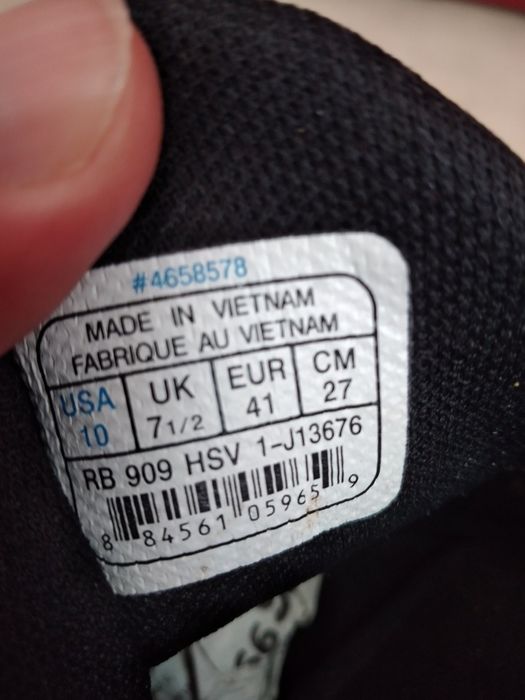 #4658578
MADE IN VIETNAM
FABRIQUE AU VIETNAM
USA UK EUR CM
10 7 1/2 41 27
RB 909 HSV 1-J13676
8 84561 05965 9